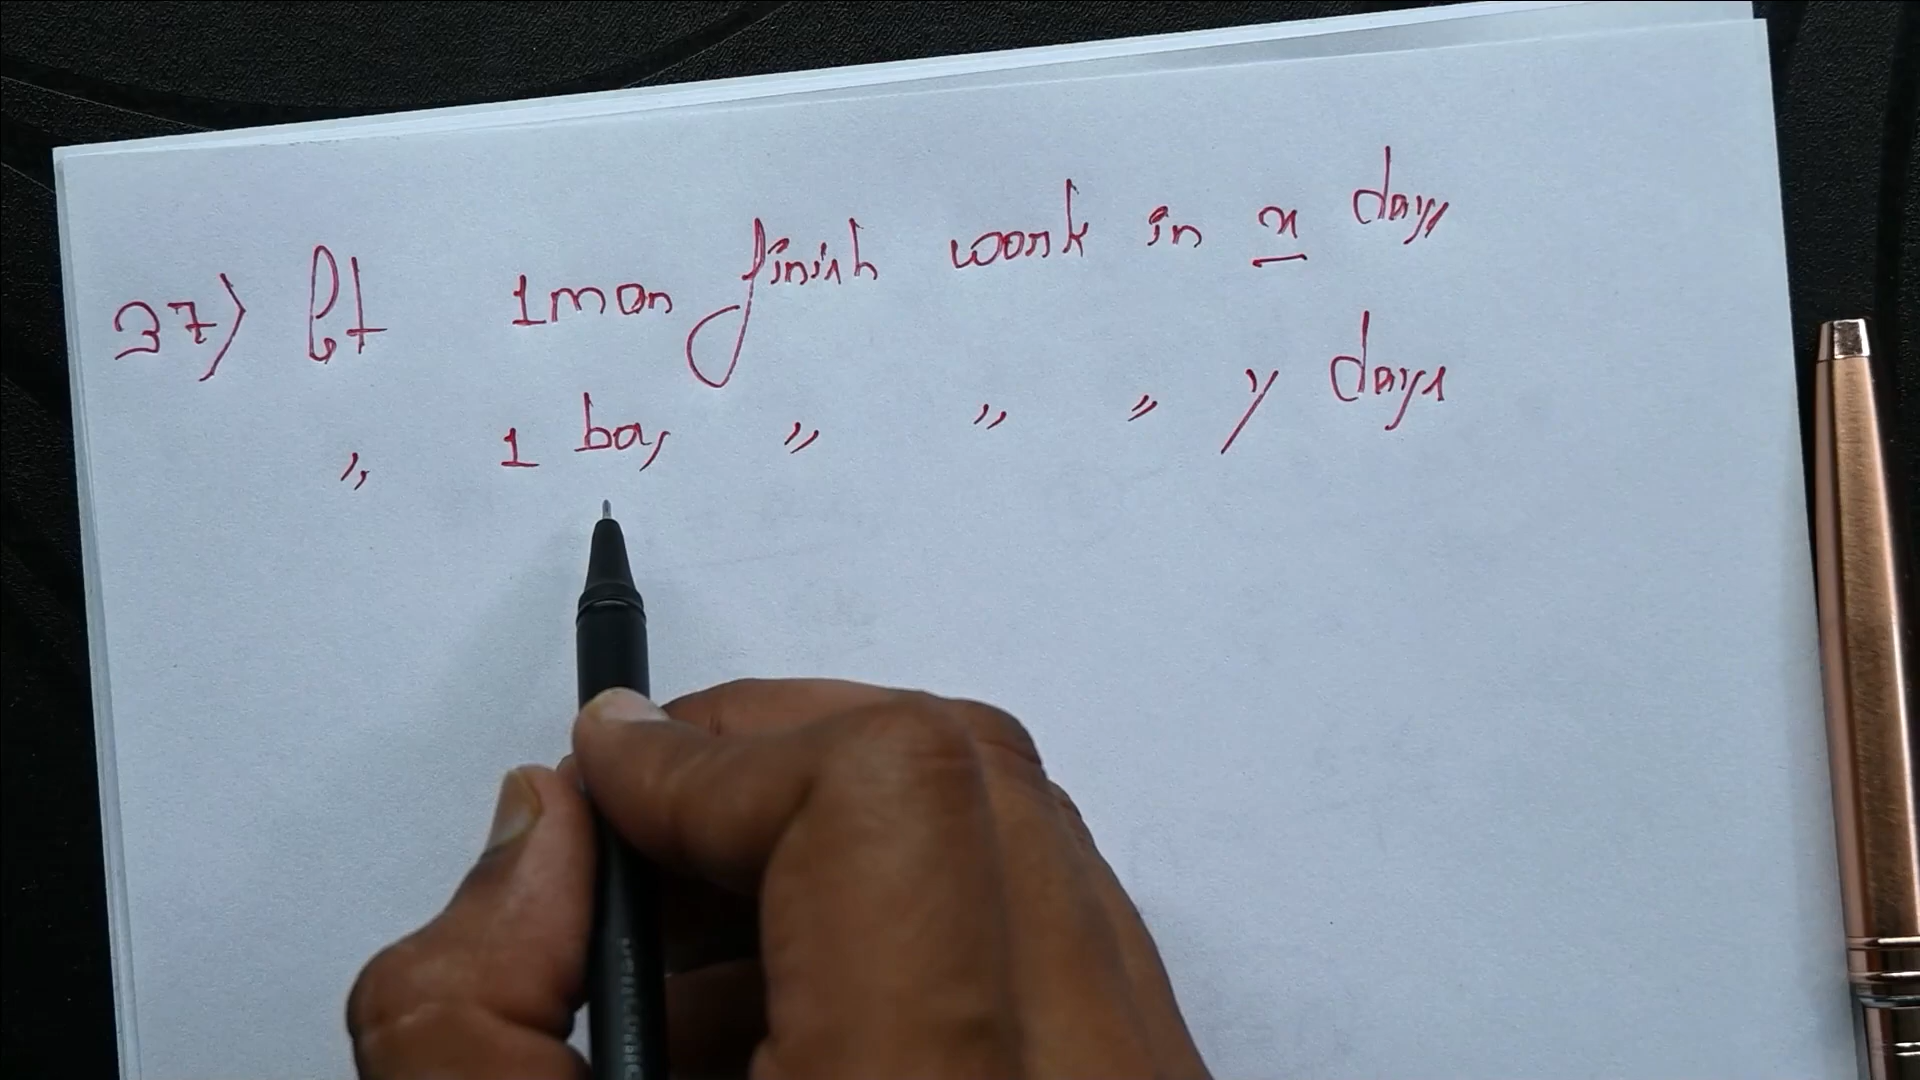 37) let 1man finish work in x days
" 1 boy " " " y days